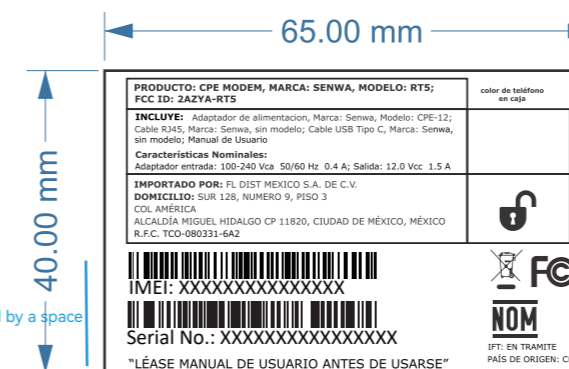 65.00 mm
40.00 mm
PRODUCTO: CPE MODEM, MARCA: SENWA, MODELO: RT5;
FCC ID: 2AZYA-RT5
color de teléfono
en caja
INCLUYE: Adaptador de alimentacion, Marca: Senwa, Modelo: CPE-12;
Cable RJ45, Marca: Senwa, sin modelo; Cable USB Tipo C, Marca: Senwa,
sin modelo; Manual de Usuario
Características Nominales:
Adaptador entrada: 100-240 Vca 50/60 Hz 0.4 A; Salida: 12.0 Vcc 1.5 A
IMPORTADO POR: FL DIST MEXICO S.A. DE C.V.
DOMICILIO: SUR 128, NUMERO 9, PISO 3
COL AMÉRICA
ALCALDÍA MIGUEL HIDALGO CP 11820, CIUDAD DE MÉXICO, MÉXICO
R.F.C. TCO-080331-6A2
IMEI: XXXXXXXXXXXXXXX
FC
by a space
Serial No.: XXXXXXXXXXXXXXXX
NOM
IFT: EN TRAMITE
PAÍS DE ORIGEN:
"LÉASE MANUAL DE USUARIO ANTES DE USARSE"